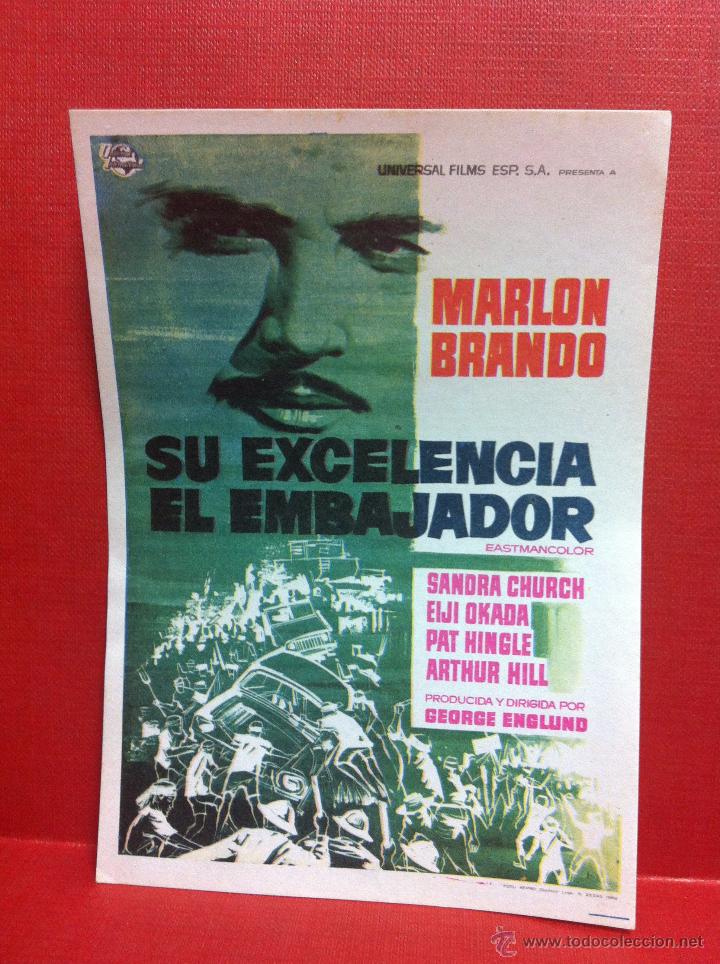 UNIVERSAL FILMS ESP. S.A. PRESENTA A
MARLON
BRANDO
SU EXCELENCIA
EL EMBAJADOR
EASTMANCOLOR
SANDRA CHURCH
EIJI OKADA
PAT HINGLE
ARTHUR HILL
PRODUCIDA Y DIRIGIDA POR
GEORGE ENGLUND
www.todocoleccion.net